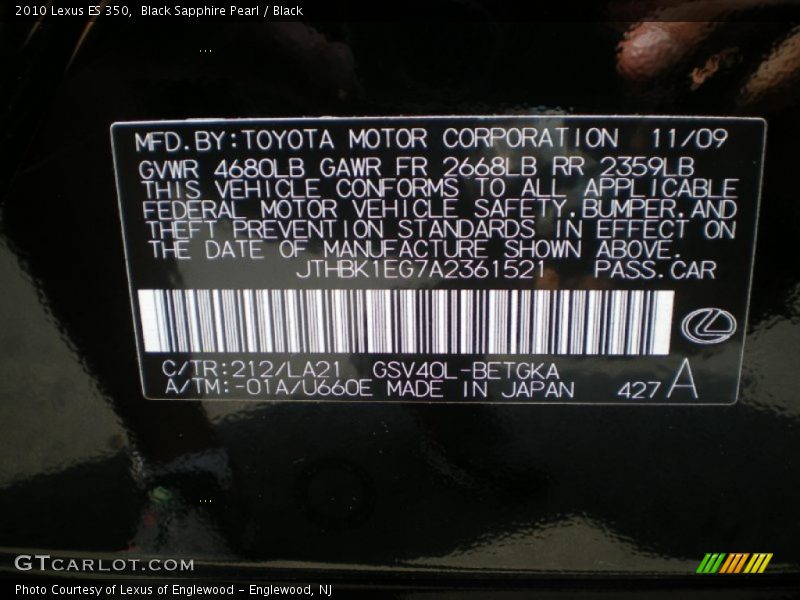 2010 Lexus ES 350,  Black Sapphire Pearl / Black
MFD.BY:TOYOTA MOTOR CORPORATION 11/09
GVWR 4680LB GAWR FR 2668LB RR 2359LB
THIS VEHICLE CONFORMS TO ALL APPLICABLE
FEDERAL MOTOR VEHICLE SAFETY,BUMPER,AND
THEFT PREVENTION STANDARDS IN EFFECT ON
THE DATE OF MANUFACTURE SHOWN ABOVE.
JTHBK1EG7A2361521 PASS.CAR
C/TR:212/LA21 GSV40L-BETGKA
A/TM:-01A/U660E MADE IN JAPAN 427 A
GTCARLOT.COM
Photo Courtesy of Lexus of Englewood - Englewood, NJ